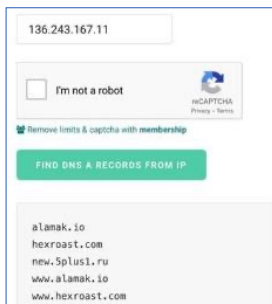 136.243.167.11
I'm not a robot
reCAPTCHA
Privacy - Terms
Remove limits & captcha with membership
FIND DNS A RECORDS FROM IP
alamak.io
hexroast.com
new.5plus1.ru
www.alamak.io
www.hexroast.com